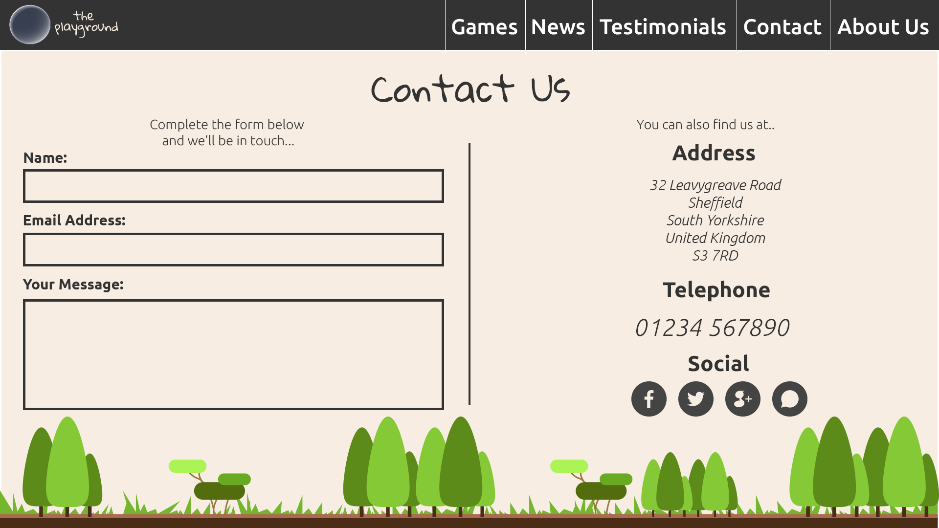 the
playground
Games
News
Testimonials
Contact
About Us
Contact Us
Complete the form below
and we'll be in touch...
Name:
Email Address:
Your Message:
You can also find us at..
Address
32 Leavygreave Road
Sheffield
South Yorkshire
United Kingdom
S3 7RD
Telephone
01234 567890
Social